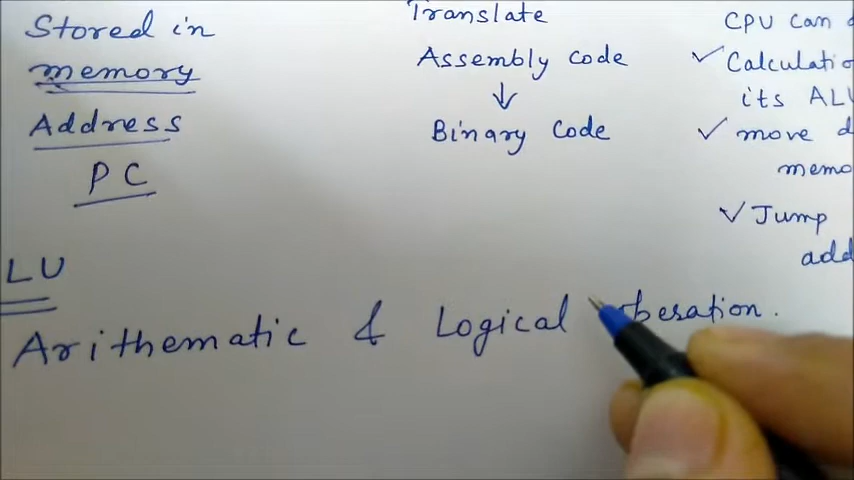 Stored in
memory
Address
PC
Translate
Assembly code
↓
Binary code
CPU can
✓ Calculatio
its AL
✓ move d
memo
✓ Jump
add
LU
Arithematic & Logical